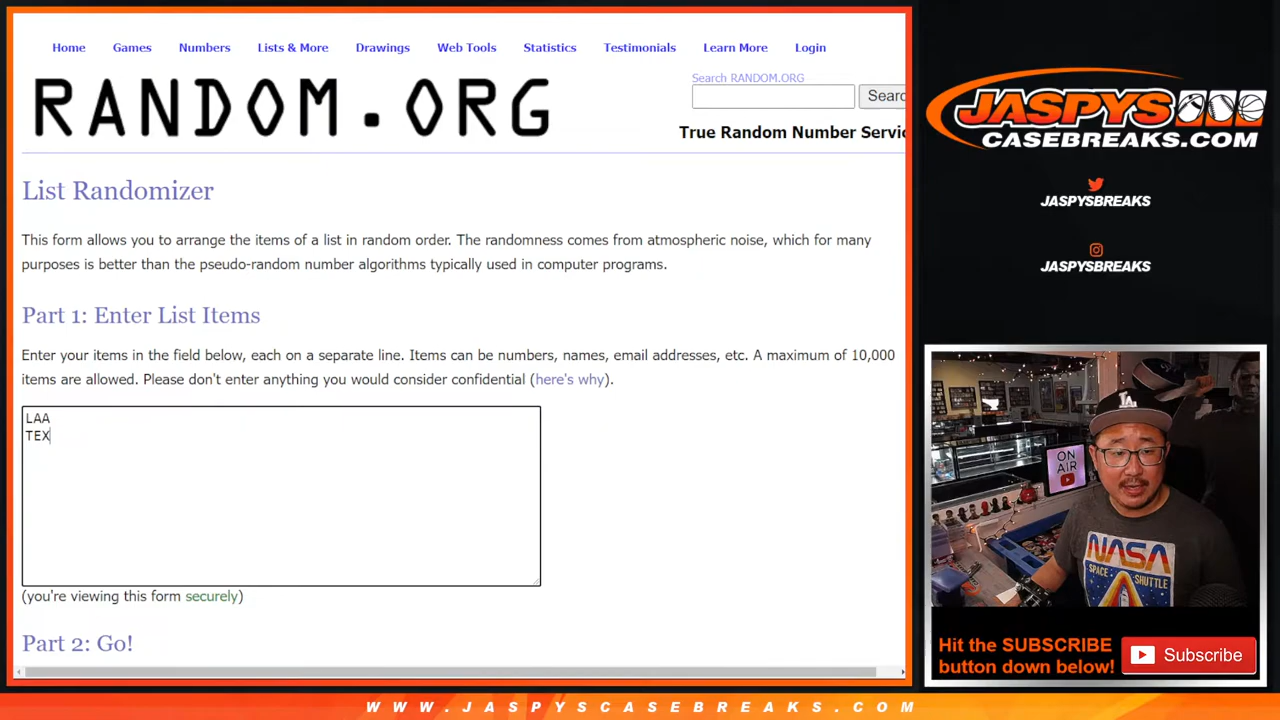 Home Games Numbers Lists & More Drawings Web Tools Statistics Testimonials Learn More Login
Search RANDOM.ORG
RANDOM.ORG
Searc
True Random Number Servic
List Randomizer
This form allows you to arrange the items of a list in random order. The randomness comes from atmospheric noise, which for many
purposes is better than the pseudo-random number algorithms typically used in computer programs.
Part 1: Enter List Items
Enter your items in the field below, each on a separate line. Items can be numbers, names, email addresses, etc. A maximum of 10,000
items are allowed. Please don't enter anything you would consider confidential (here's why).
LAA
TEX
(you're viewing this form securely)
Part 2: Go!
JASPYS
CASEBREAKS.COM
JASPYSBREAKS
JASPYSBREAKS
ON
AIR
LA
NASA
SPACE SHUTTLE
Hit the SUBSCRIBE
button down below!
Subscribe
WWW.JASPYSCASEBREAKS.COM